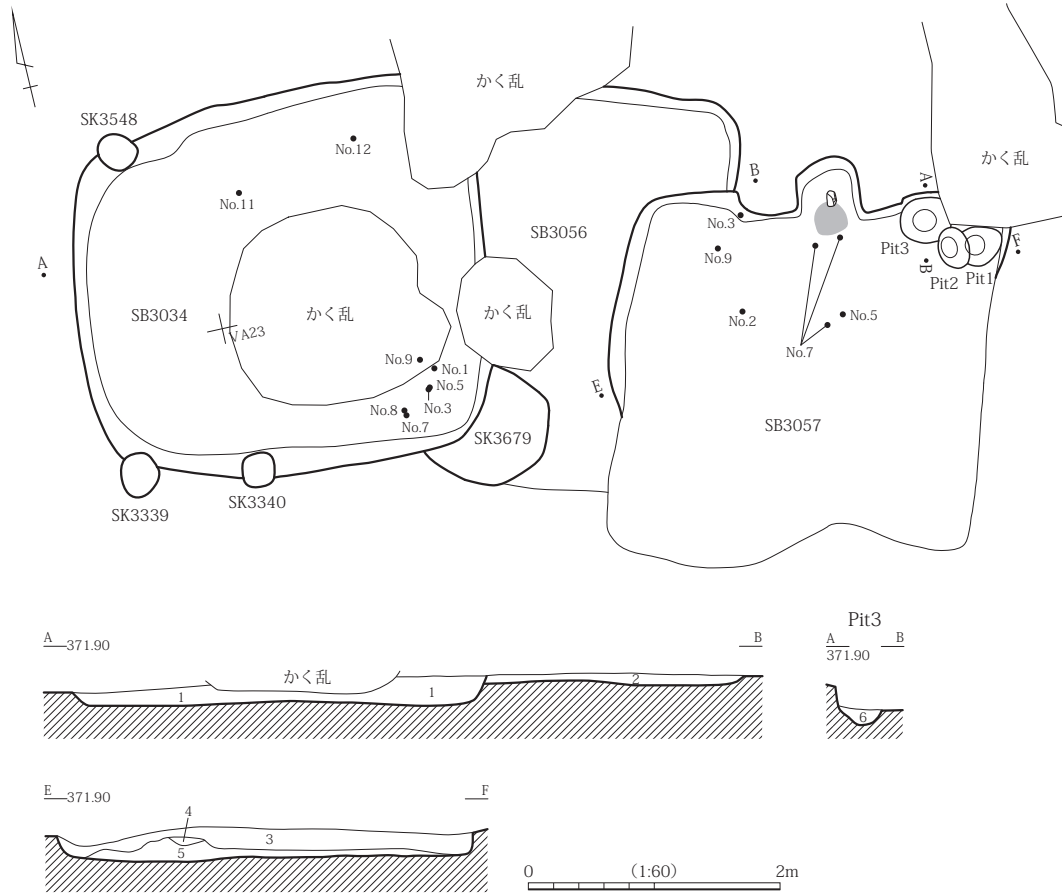 かく乱
SK3548
No.12
かく乱
No.11
B
A
No.3
SB3056
Pit3
F
A
No.9
B
Pit2
Pit1
SB3034
かく乱
かく乱
VA23
No.2
No.5
No.7
No.9
No.1
No.5
E
No.8
No.3
No.7
SB3057
SK3679
SK3340
SK3339
A 371.90
かく乱
B
1
1
2
Pit3
A
B
371.90
6
E 371.90
F
4
3
5
0
(1:60)
2m